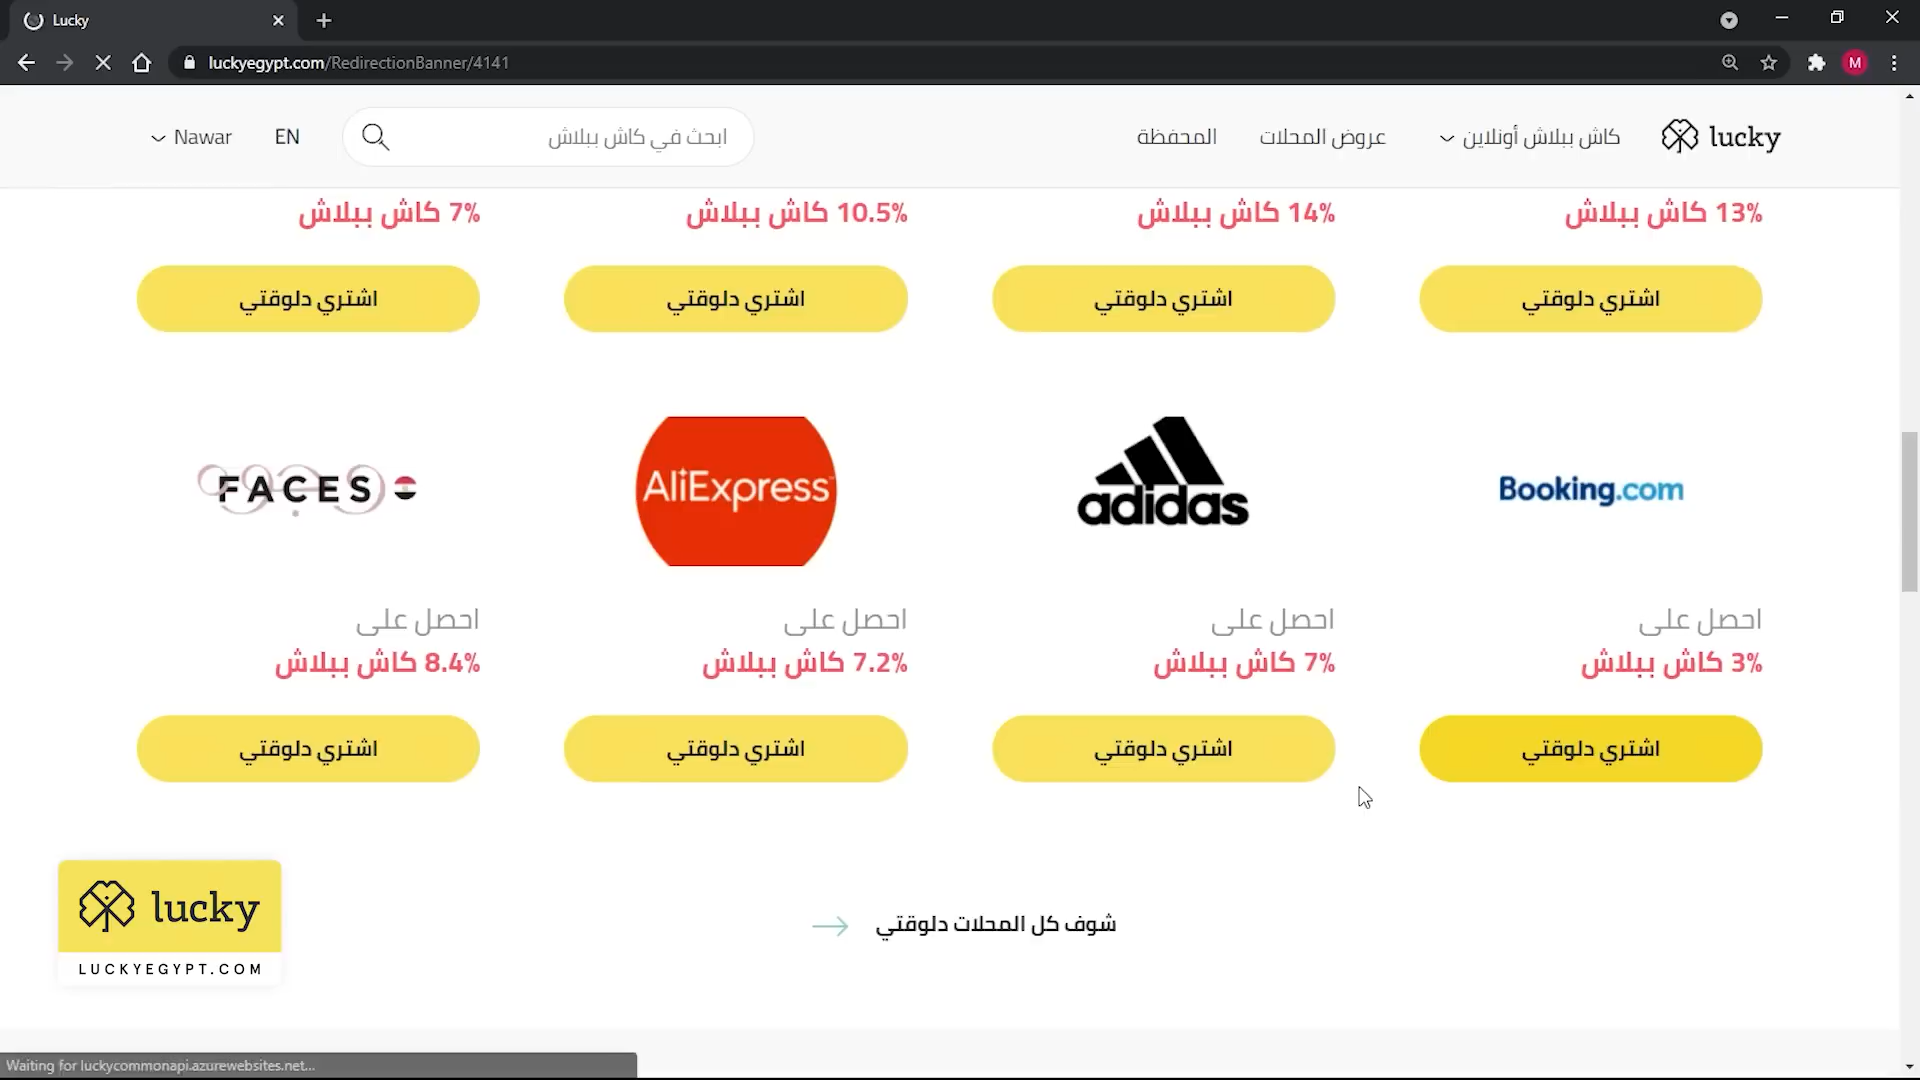 Lucky
luckyegypt.com/RedirectionBanner/4141
M
lucky
كاش ببلاش أونلاين
عروض المحلات
المحفظة
ابحث في كاش ببلاش
EN
Nawar
13% كاش ببلاش
14% كاش ببلاش
10.5% كاش ببلاش
7% كاش ببلاش
اشتري دلوقتي
اشتري دلوقتي
اشتري دلوقتي
اشتري دلوقتي
Booking.com
adidas
AliExpress
FACES
احصل على
3% كاش ببلاش
احصل على
7% كاش ببلاش
احصل على
7.2% كاش ببلاش
احصل على
8.4% كاش ببلاش
اشتري دلوقتي
اشتري دلوقتي
اشتري دلوقتي
اشتري دلوقتي
شوف كل المحلات دلوقتي
lucky
LUCKYEGYPT.COM
Waiting for luckycommonapi.azurewebsites.net...